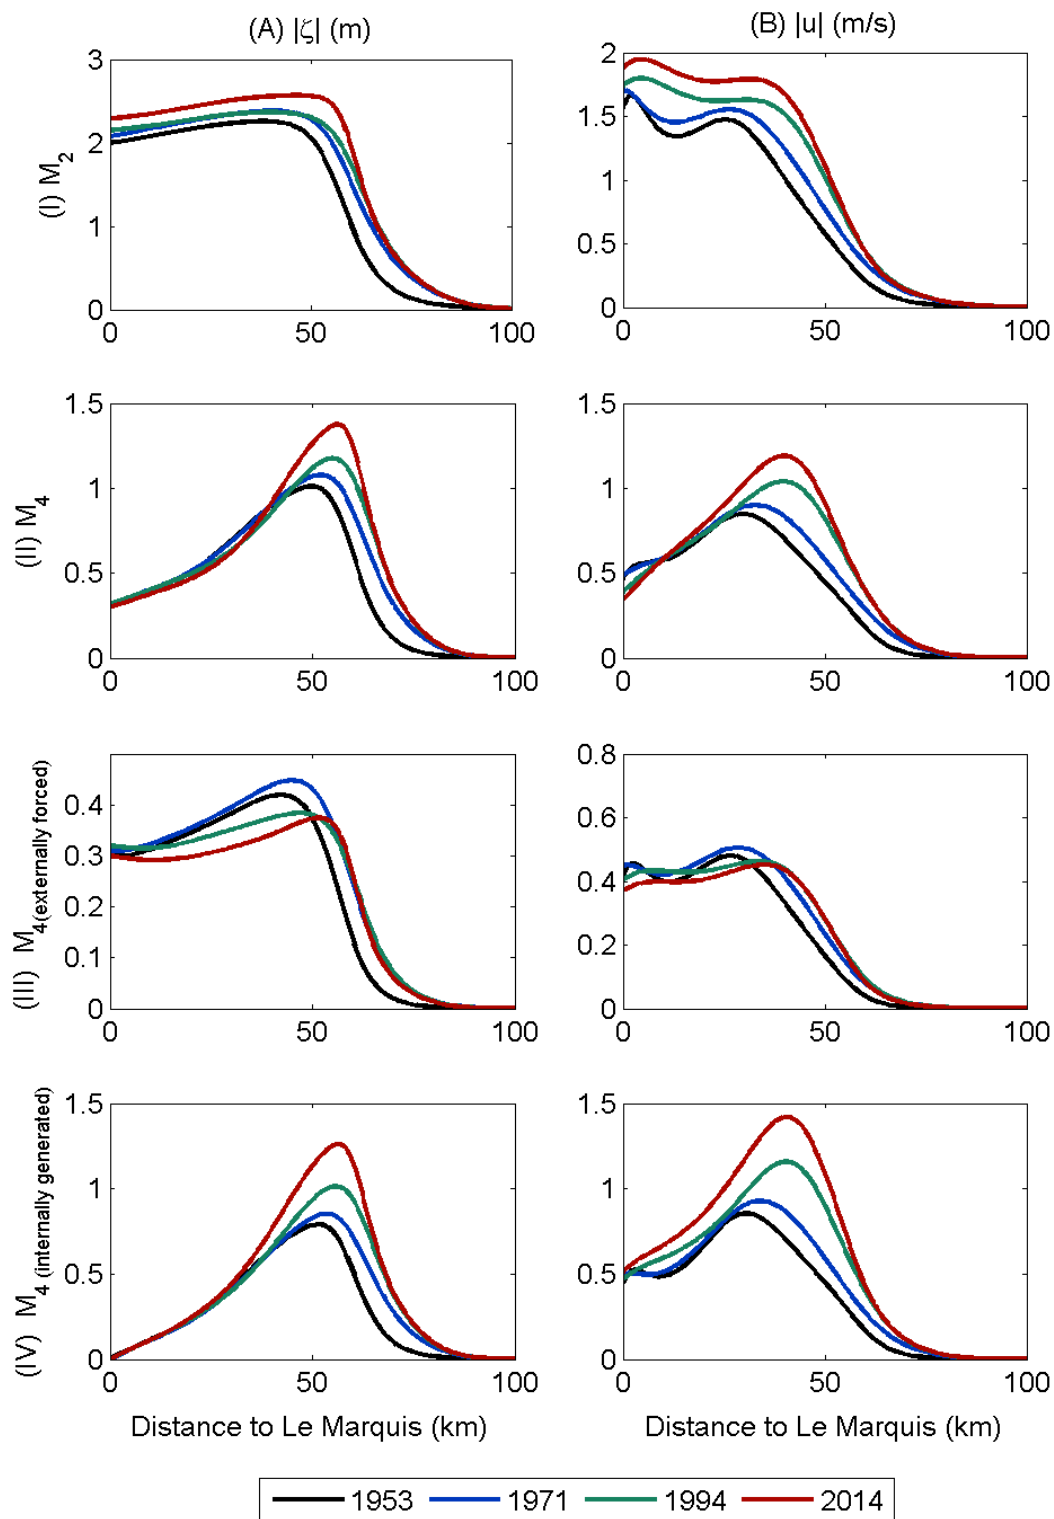 (A) |ζ| (m)
(B) |u| (m/s)
(I) M2
3
2
1
0
0 50 100
2
1.5
1
0.5
0
0 50 100
(II) M4
1.5
1
0.5
0
0 50 100
1.5
1
0.5
0
0 50 100
(III) M4(externally forced)
0.4
0.3
0.2
0.1
0
0 50 100
0.8
0.6
0.4
0.2
0
0 50 100
(IV) M4 (internally generated)
1.5
1
0.5
0
0 50 100
1.5
1
0.5
0
0 50 100
Distance to Le Marquis (km)
Distance to Le Marquis (km)
1953 1971 1994 2014